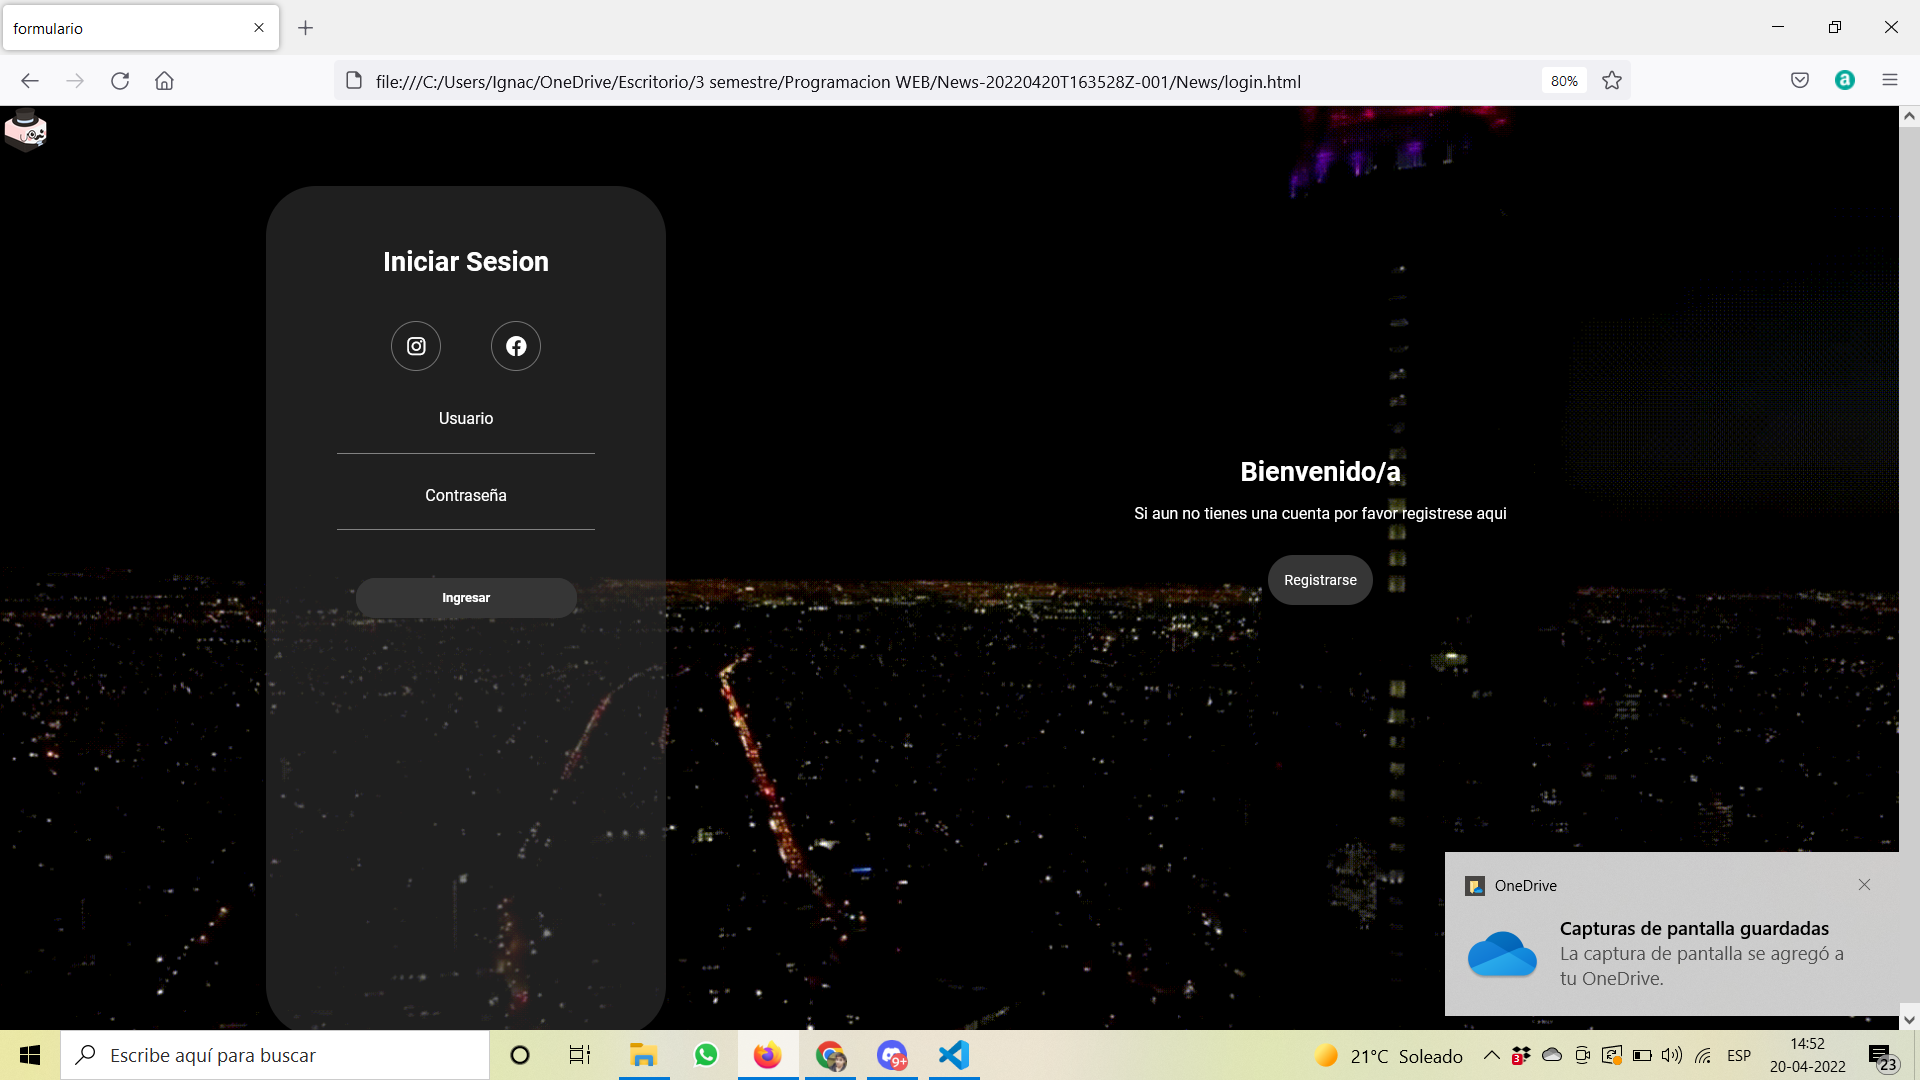 formulario
file:///C:/Users/Ignac/OneDrive/Escritorio/3 semestre/Programacion WEB/News-20220420T163528Z-001/News/login.html
80%
a
Iniciar Sesion
Usuario
Contraseña
Ingresar
Bienvenido/a
Si aun no tienes una cuenta por favor registrese aqui
Registrarse
OneDrive
Capturas de pantalla guardadas
La captura de pantalla se agregó a
tu OneDrive.
Escribe aquí para buscar
9+
21°C Soleado
3
ESP
14:52
20-04-2022
23